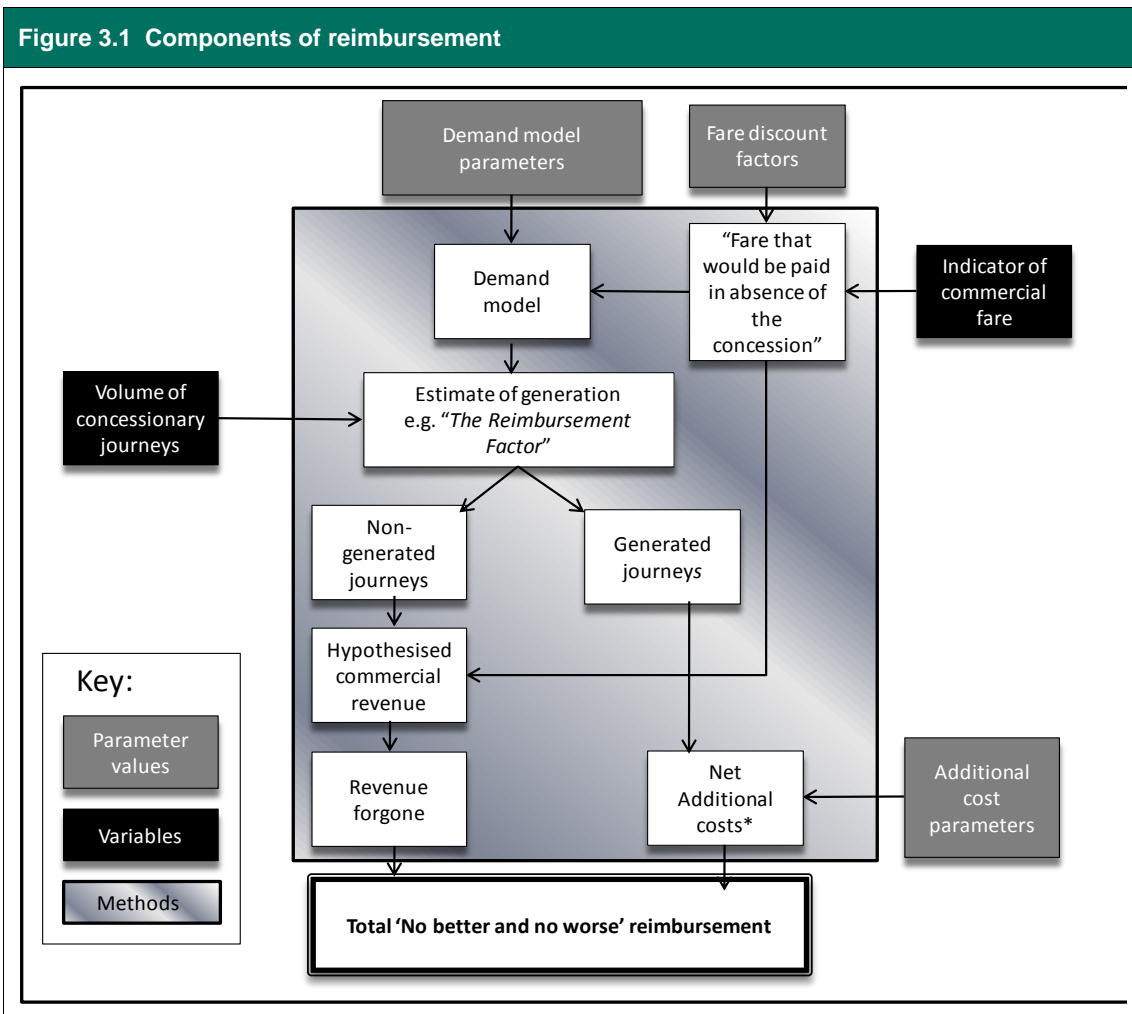 Figure 3.1 Components of reimbursement
Demand model
parameters
Fare discount
factors
“Fare that
would be paid
in absence of
the
concession”
Demand
model
Indicator of
commercial
fare
Volume of
concessionary
journeys
Estimate of generation
e.g. “The Reimbursement
Factor”
Non-
generated
journeys
Generated
journeys
Hypothesised
commercial
revenue
Key:
Parameter
values
Variables
Methods
Revenue
forgone
Net
Additional
costs*
Additional
cost
parameters
Total ‘No better and no worse’ reimbursement